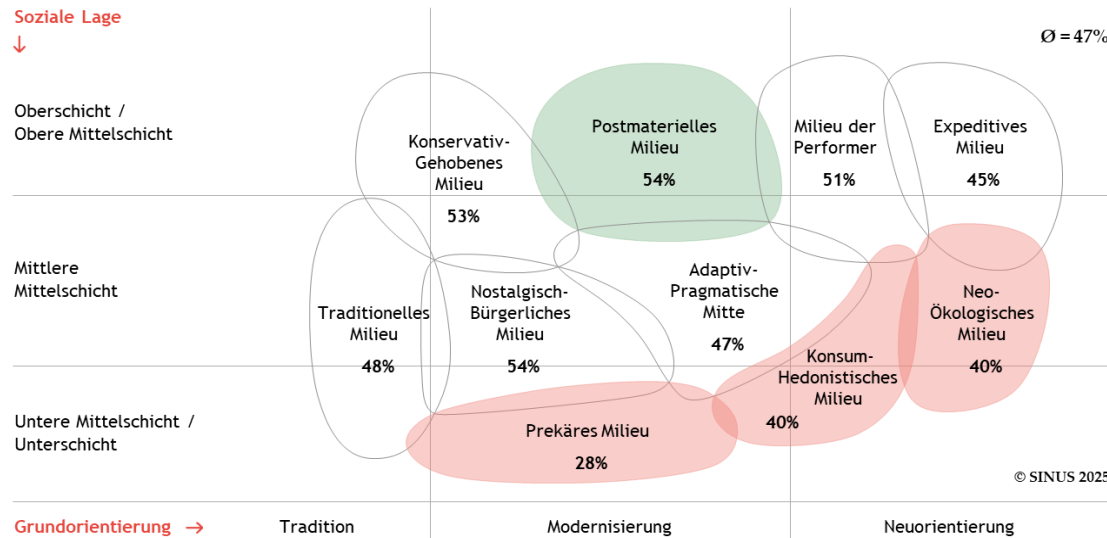 Soziale Lage
↓
Ø = 47%
Oberschicht /
Obere Mittelschicht
Konservativ-
Gehobenes
Milieu
53%
Postmaterielles
Milieu
54%
Milieu der
Performer
51%
Expeditives
Milieu
45%
Mittlere
Mittelschicht
Traditionelles
Milieu
48%
Nostalgisch-
Bürgerliches
Milieu
54%
Adaptiv-
Pragmatische
Mitte
47%
Konsum-
Hedonistisches
Milieu
40%
Neo-
Ökologisches
Milieu
40%
Untere Mittelschicht /
Unterschicht
Prekäres Milieu
28%
© SINUS 2025
Grundorientierung →
Tradition
Modernisierung
Neuorientierung